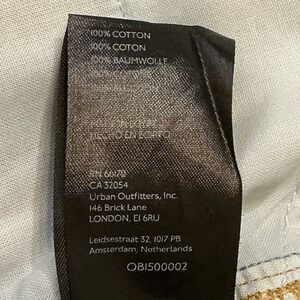 100% COTTON
100% COTON
100% BAUMWOLLE
HECHO EN EGIPTO
RN 66170
CA 32054
Urban Outfitters, Inc.
146 Brick Lane
LONDON, E1 6RU
Leidsestraat 32, 1017 PB
Amsterdam, Netherlands
OB1500002